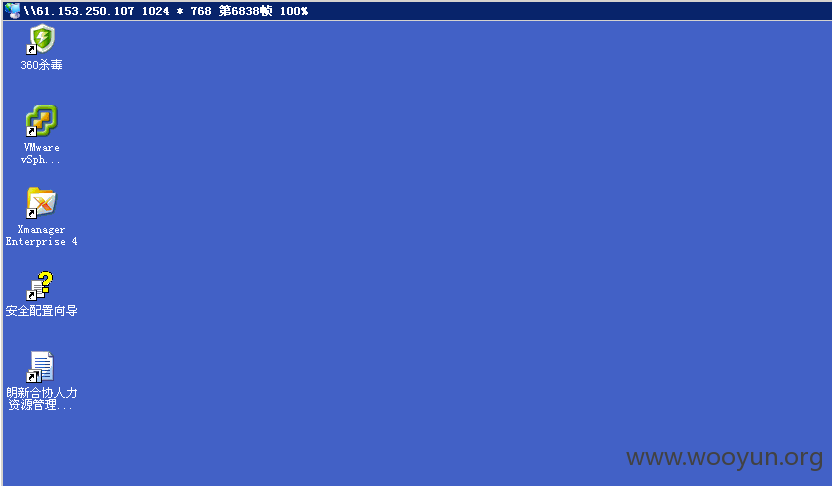 \\61.153.250.107 1024 * 768 第6838帧 100%
360杀毒
VMware
vSph...
Xmanager
Enterprise 4
安全配置向导
朗新合协人力
资源管理...
www.wooyun.org